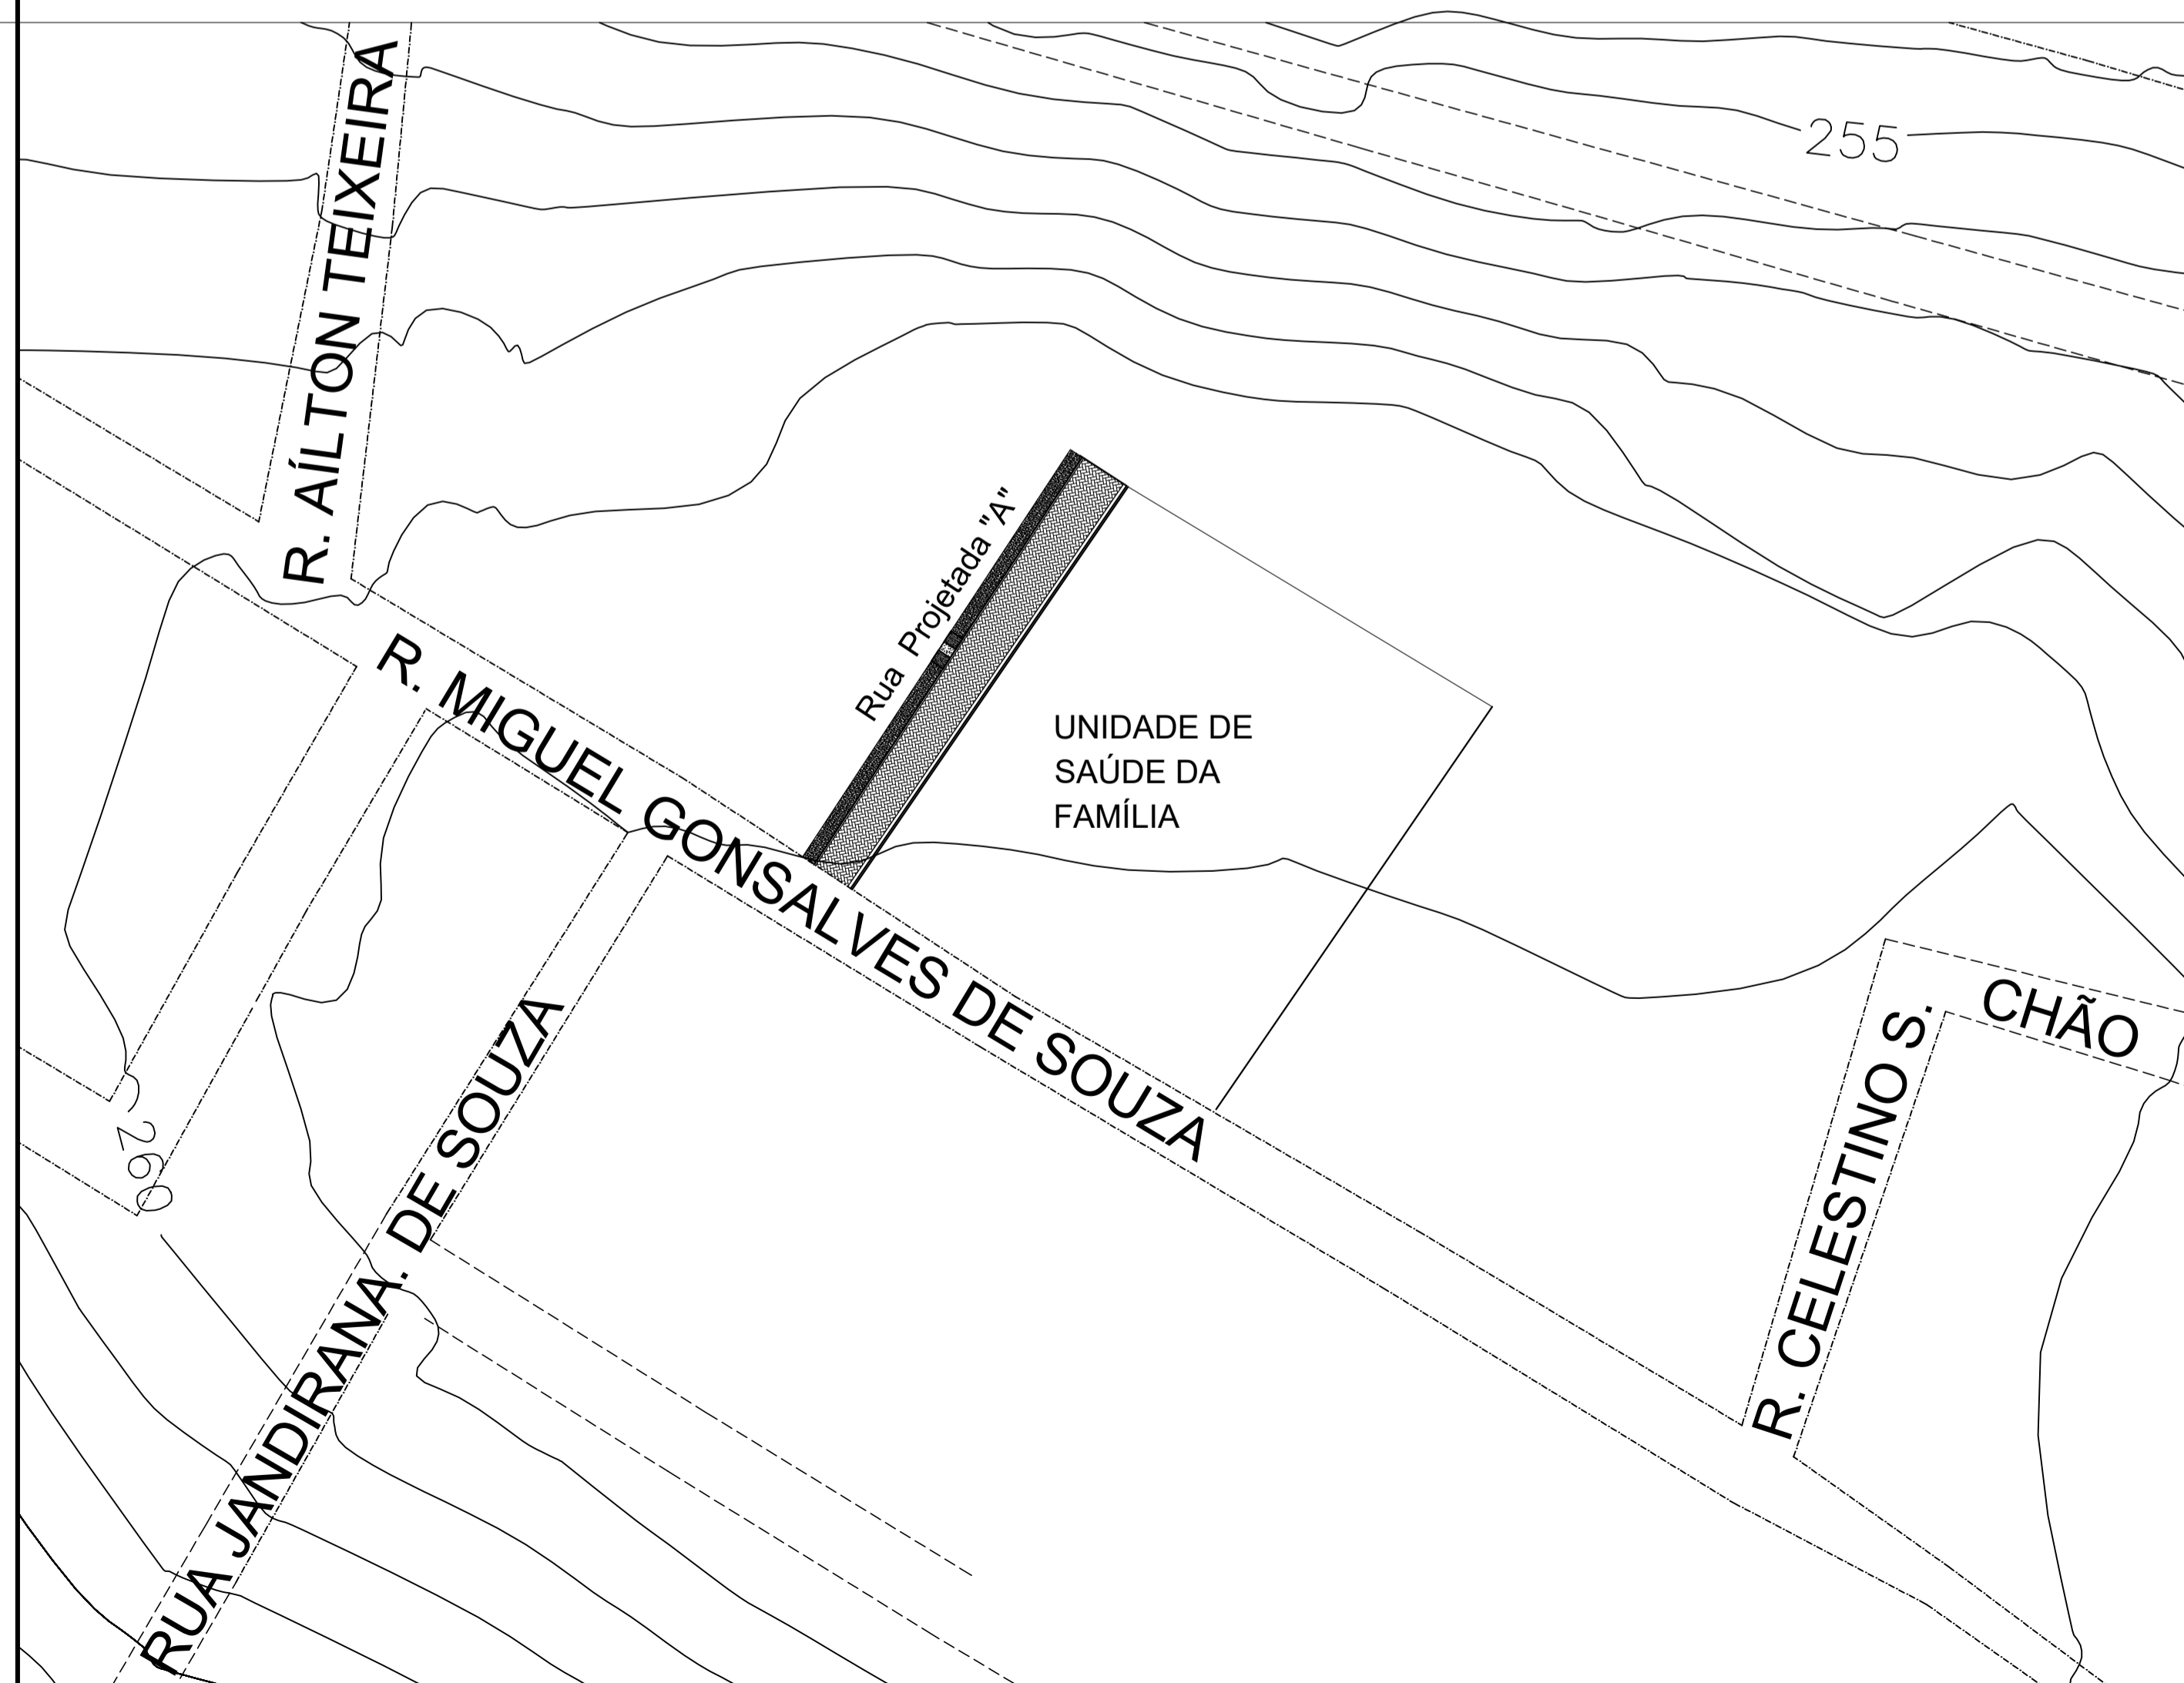 R. AÍLTON TEIXEIRA
255
Rua Projetada "A"
R. MIGUEL GONSALVES DE SOUZA
UNIDADE DE
SAÚDE DA
FAMÍLIA
CHÃO
R. CELESTINO S.
RUA JANDIRANA. DE SOUZA
260